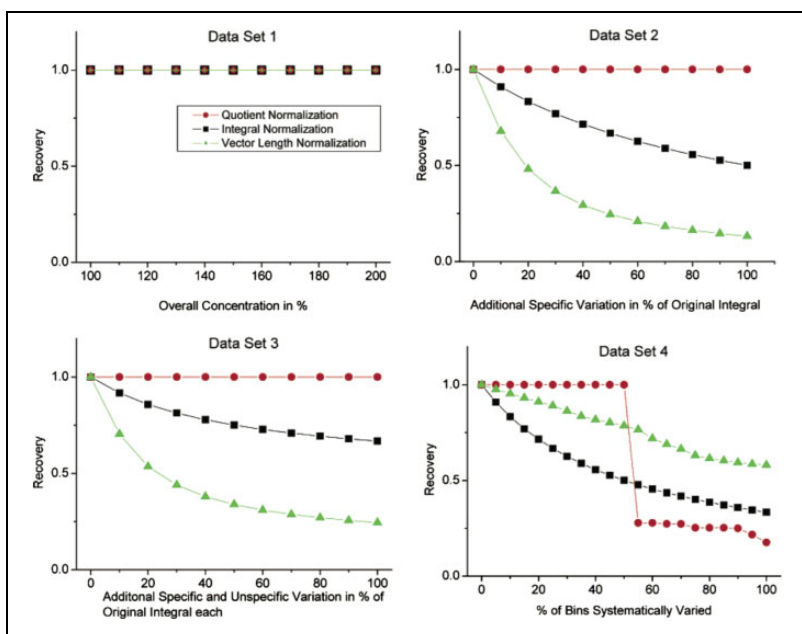 Data Set 1
Recovery
1.0
0.5
0.0
Quotient Normalization
Integral Normalization
Vector Length Normalization
100 120 140 160 180 200
Overall Concentration in %
Data Set 2
Recovery
1.0
0.5
0.0
0 20 40 60 80 100
Additional Specific Variation in % of Original Integral
Data Set 3
Recovery
1.0
0.5
0.0
0 20 40 60 80 100
Additonal Specific and Unspecific Variation in % of
Original Integral each
Data Set 4
Recovery
1.0
0.5
0.0
0 20 40 60 80 100
% of Bins Systematically Varied